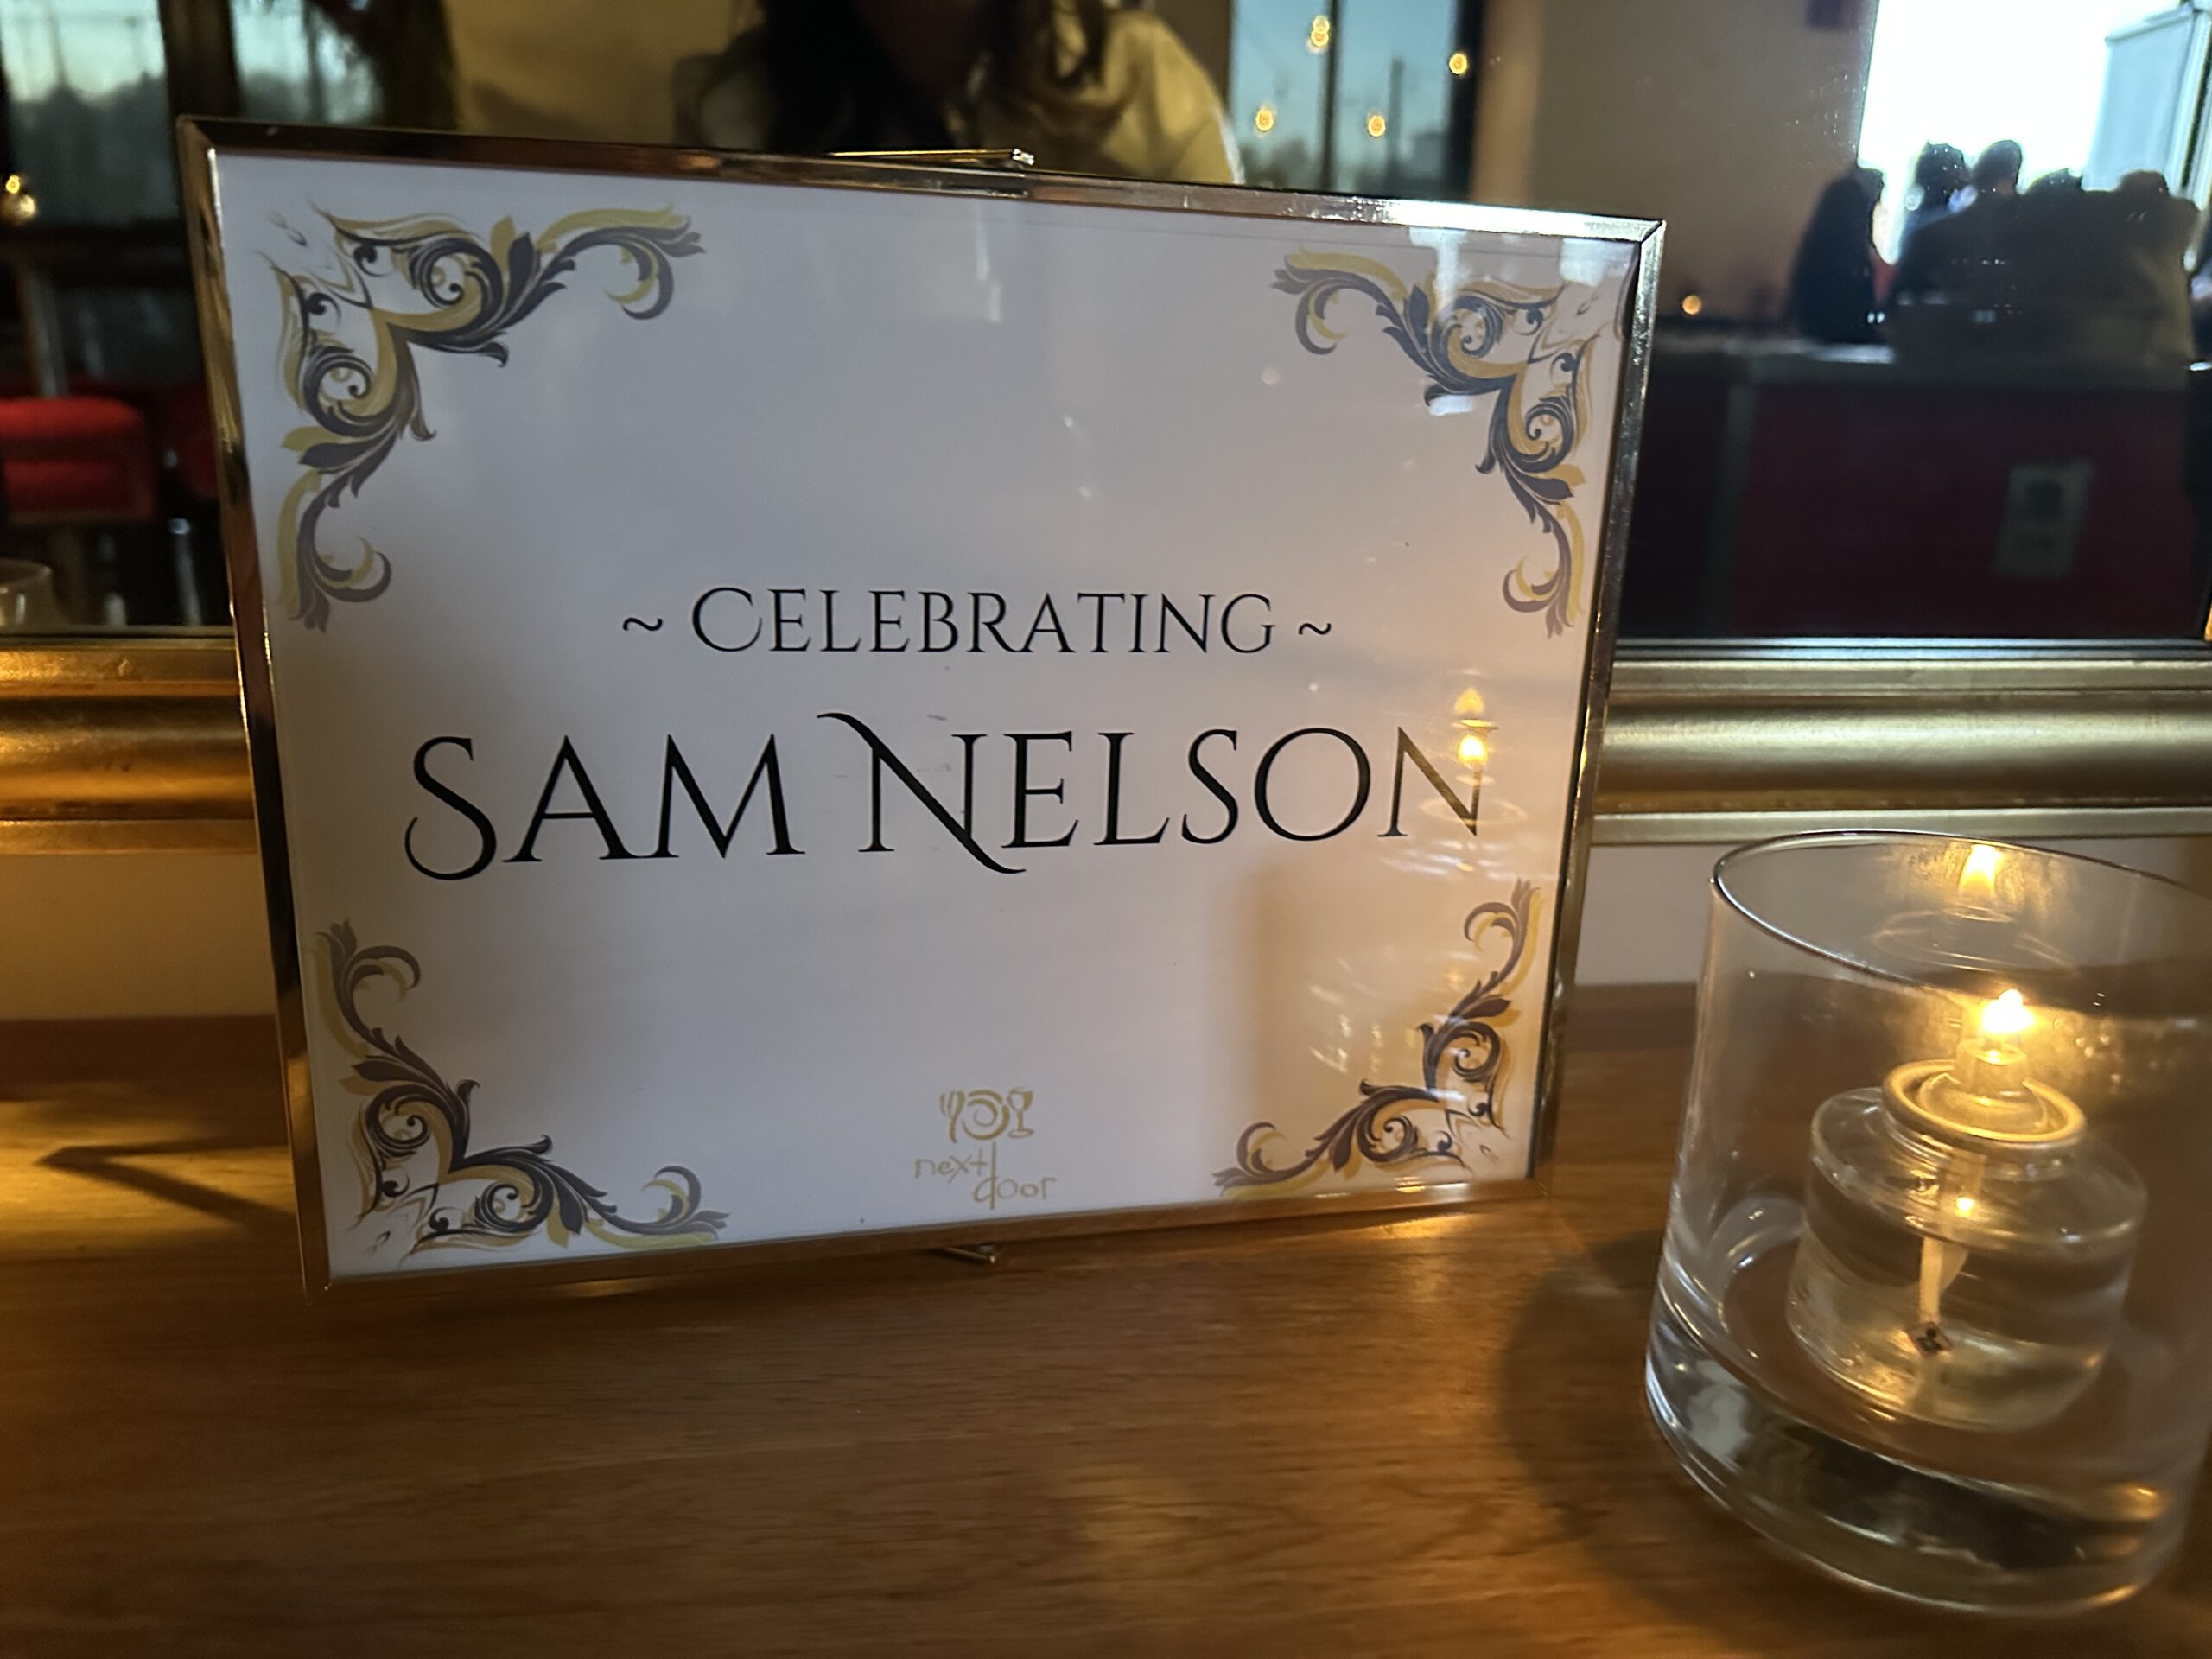 ~ CELEBRATING ~
SAM NELSON
next
door